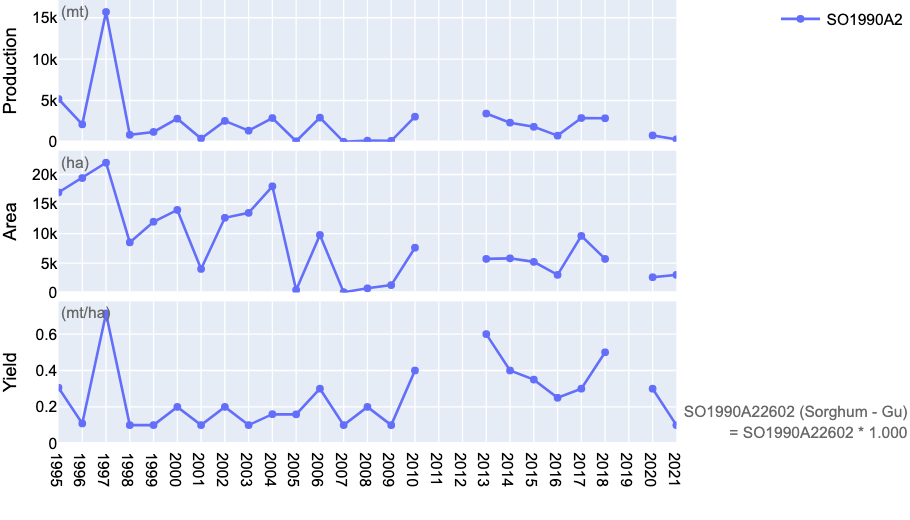 (mt)
15k
10k
5k
0
Production
SO1990A2
(ha)
20k
15k
10k
5k
0
Area
(mt/ha)
0.6
0.4
0.2
0
Yield
SO1990A22602 (Sorghum - Gu)
= SO1990A22602 * 1.000
1995
1996
1997
1998
1999
2000
2001
2002
2003
2004
2005
2006
2007
2008
2009
2010
2011
2012
2013
2014
2015
2016
2017
2018
2019
2020
2021